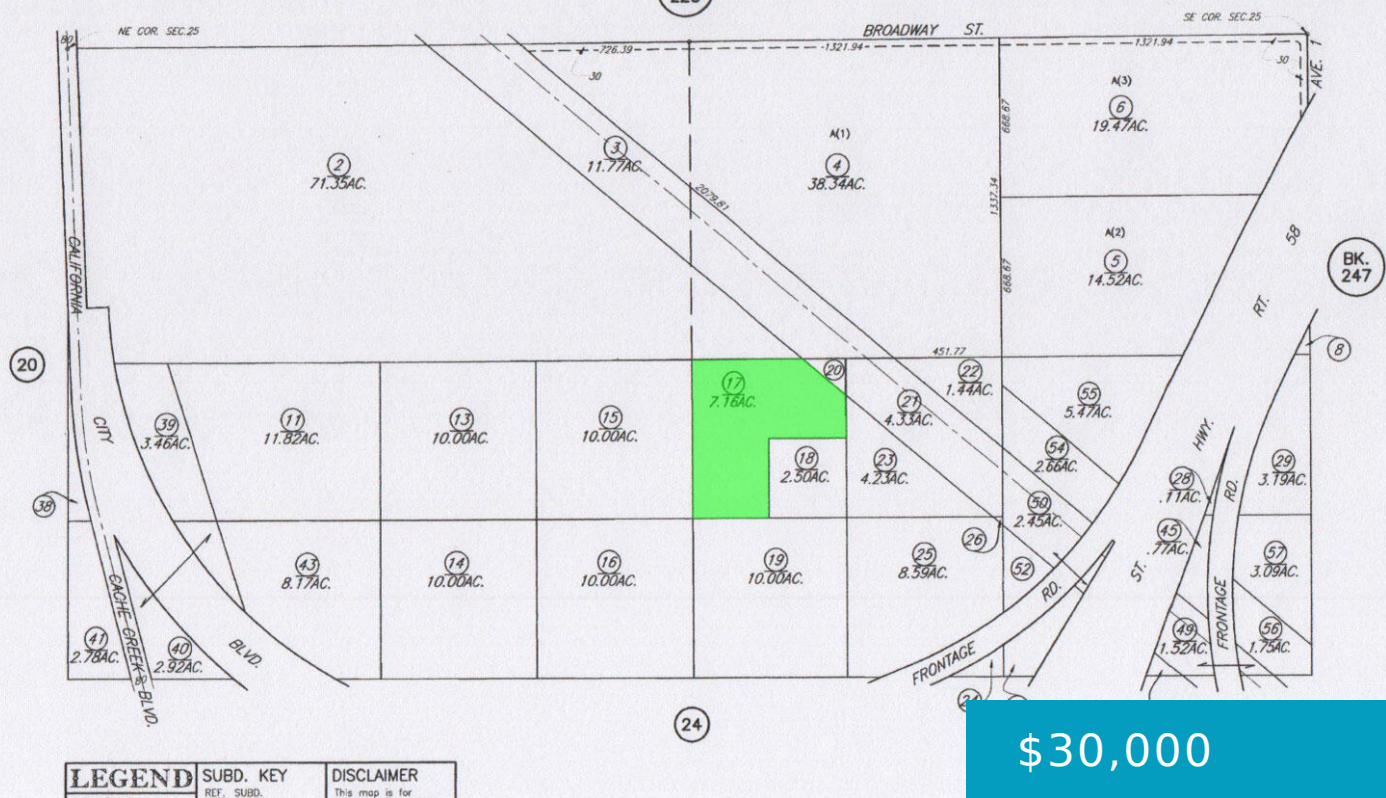 NE COR. SEC.25
SE COR. SEC.25
BROADWAY ST.
80
726.39
1321.94
1321.94
30
30
AVE. 7
A(3)
6
19.47AC.
668.67
A(1)
3
11.77AC.
4
38.34AC.
2
71.35AC.
2079.81
1337.34
A(2)
5
14.52AC.
668.67
58
RT.
HWY.
ST.
BK.
247
CALIFORNIA
CITY
BLVD.
20
8
451.77
17
7.16AC.
20
22
1.44AC.
21
4.33AC.
55
5.47AC.
39
3.46AC.
11
11.82AC.
13
10.00AC.
15
10.00AC.
18
2.50AC.
23
4.23AC.
54
2.66AC.
28
.11AC.
29
3.19AC.
RD.
38
50
2.45AC.
45
.77AC.
26
43
8.17AC.
14
10.00AC.
16
10.00AC.
19
10.00AC.
25
8.59AC.
52
57
3.09AC.
RD.
FRONTAGE
FRONTAGE
CACHE CREEK BLVD.
80
41
2.78AC.
40
2.92AC.
49
1.52AC.
56
1.75AC.
24
$30,000
LEGEND
SUBD. KEY
REF. SUBD.
DISCLAIMER
This map is for